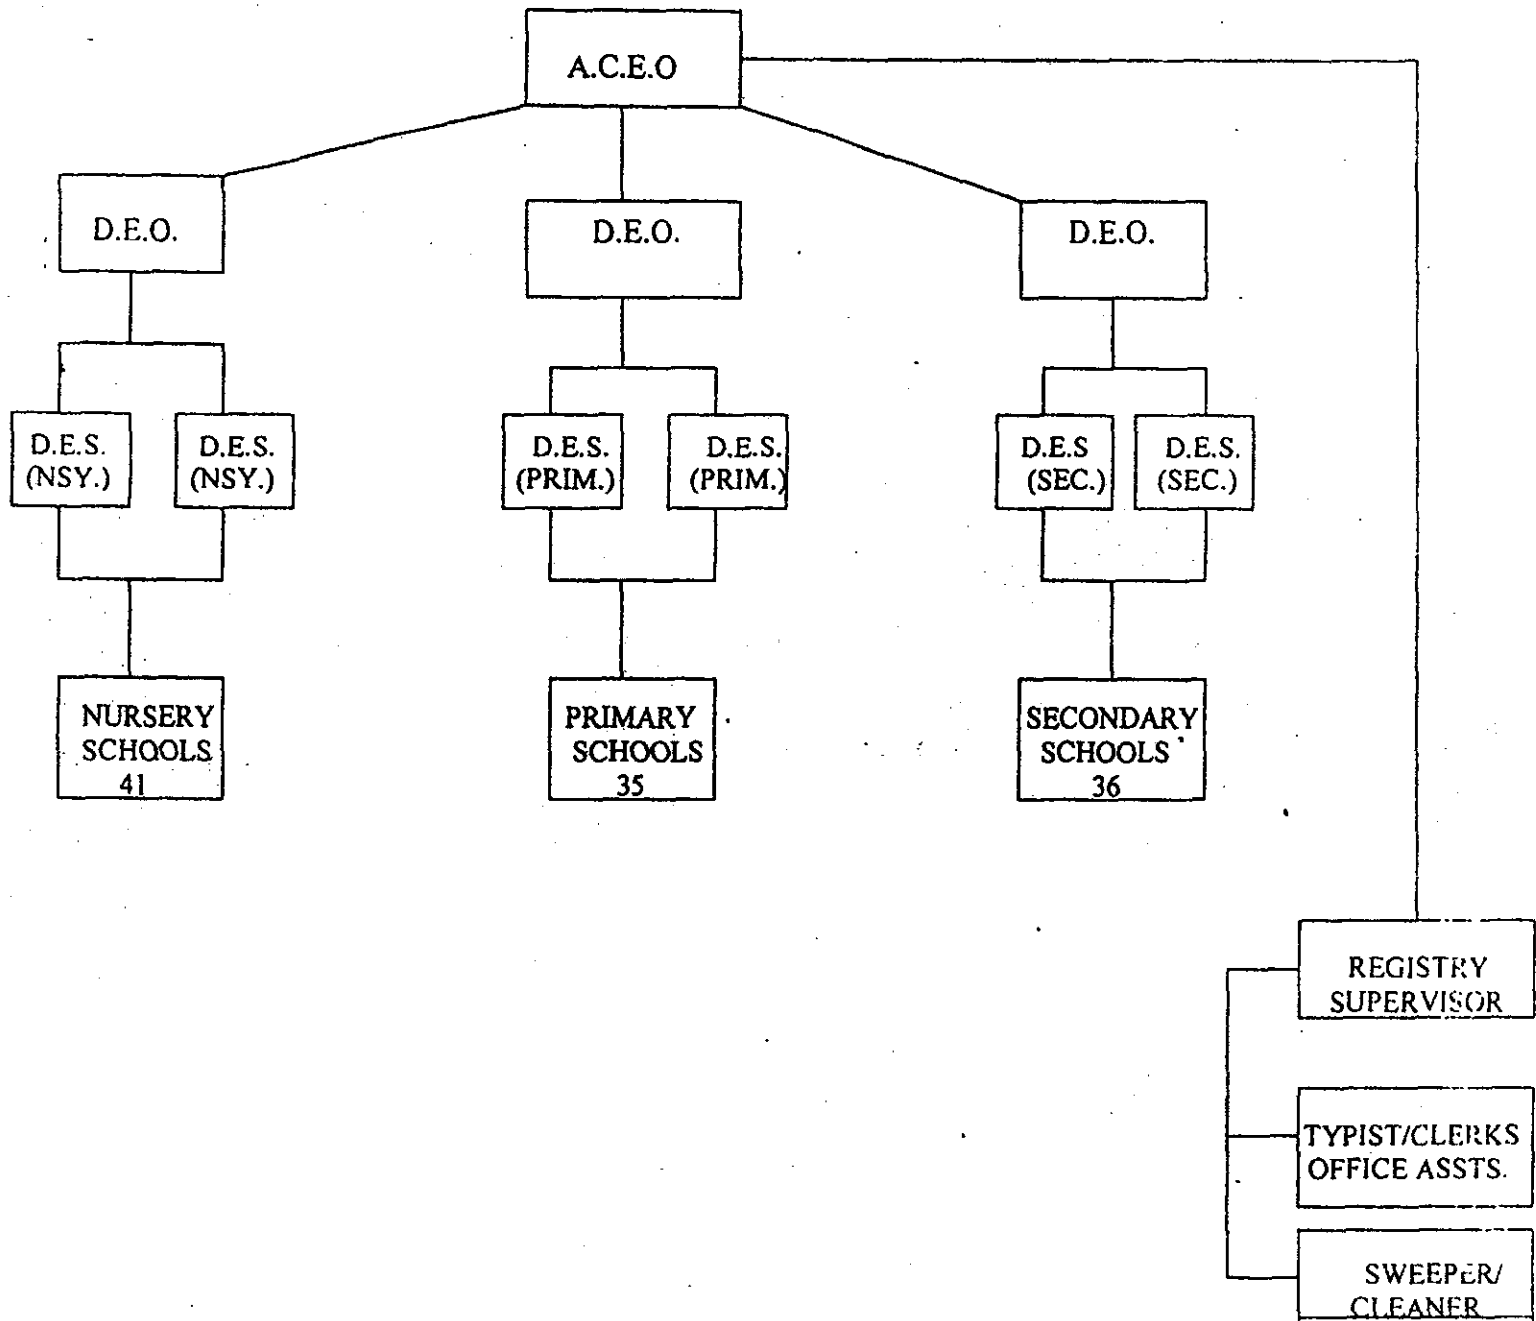 A.C.E.O
D.E.O.
D.E.O.
D.E.O.
D.E.S.
(NSY.)
D.E.S.
(NSY.)
D.E.S.
(PRIM.)
D.E.S.
(PRIM.)
D.E.S
(SEC.)
D.E.S.
(SEC.)
NURSERY
SCHOOLS
41
PRIMARY
SCHOOLS
35
SECONDARY
SCHOOLS
36
REGISTRY
SUPERVISOR
TYPIST/CLERKS
OFFICE ASSTS.
SWEEPER/
CLEANER